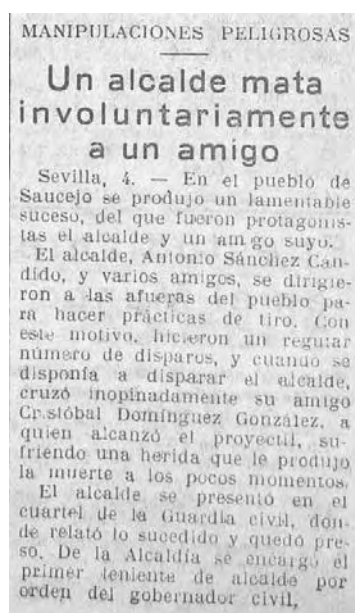 MANIPULACIONES PELIGROSAS
Un alcalde mata
involuntariamente
a un amigo
Sevilla, 4. — En el pueblo de
Saucejo se produjo un lamentable
suceso, del que fueron protagonis-
tas el alcalde y un am go suyo.
El alcalde, Antonio Sánchez Can-
dido, y varios amigos, se dirigie-
ron a las afueras del pueblo pa-
ra hacer prácticas de tiro. Con
este motivo, hicieron un regular
número de disparos, y cuando se
disponía a disparar el alcalde,
cruzó inopinadamente su amigo
Cr.stóbal Domínguez González, a
quien alcanzó el proyectil, su-
friendo una herida que le produjo
la muerte a los pocos momentos.
El alcalde se presentó en el
cuartel de la Guardia civil, don-
de relató lo sucedido y quedó pre-
so. De la Alcaldía se encargó el
primer teniente de alcalde por
orden del gobernador civil.